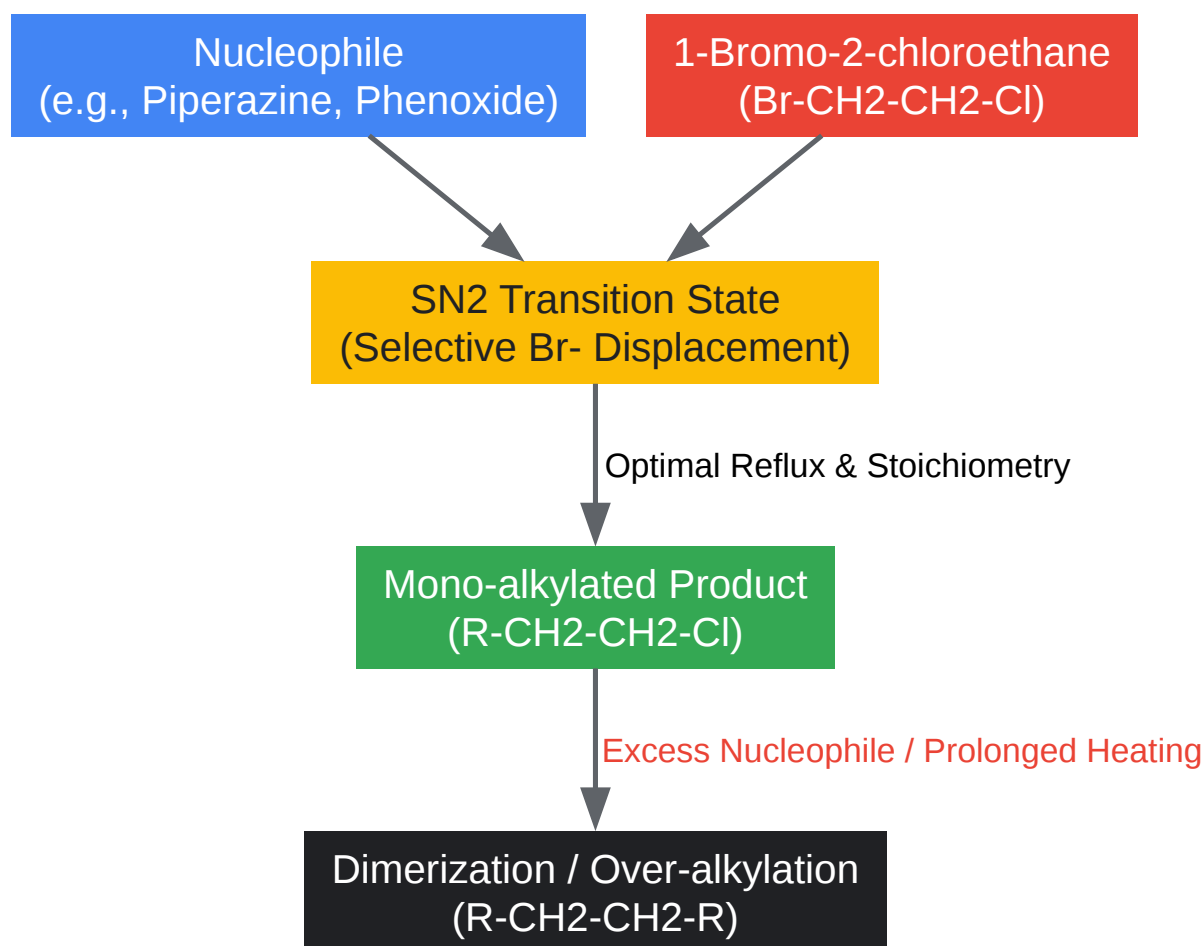 Nucleophile
(e.g., Piperazine, Phenoxide)
1-Bromo-2-chloroethane
(Br-CH2-CH2-Cl)
SN2 Transition State
(Selective Br- Displacement)
Optimal Reflux & Stoichiometry
Mono-alkylated Product
(R-CH2-CH2-Cl)
Excess Nucleophile / Prolonged Heating
Dimerization / Over-alkylation
(R-CH2-CH2-R)